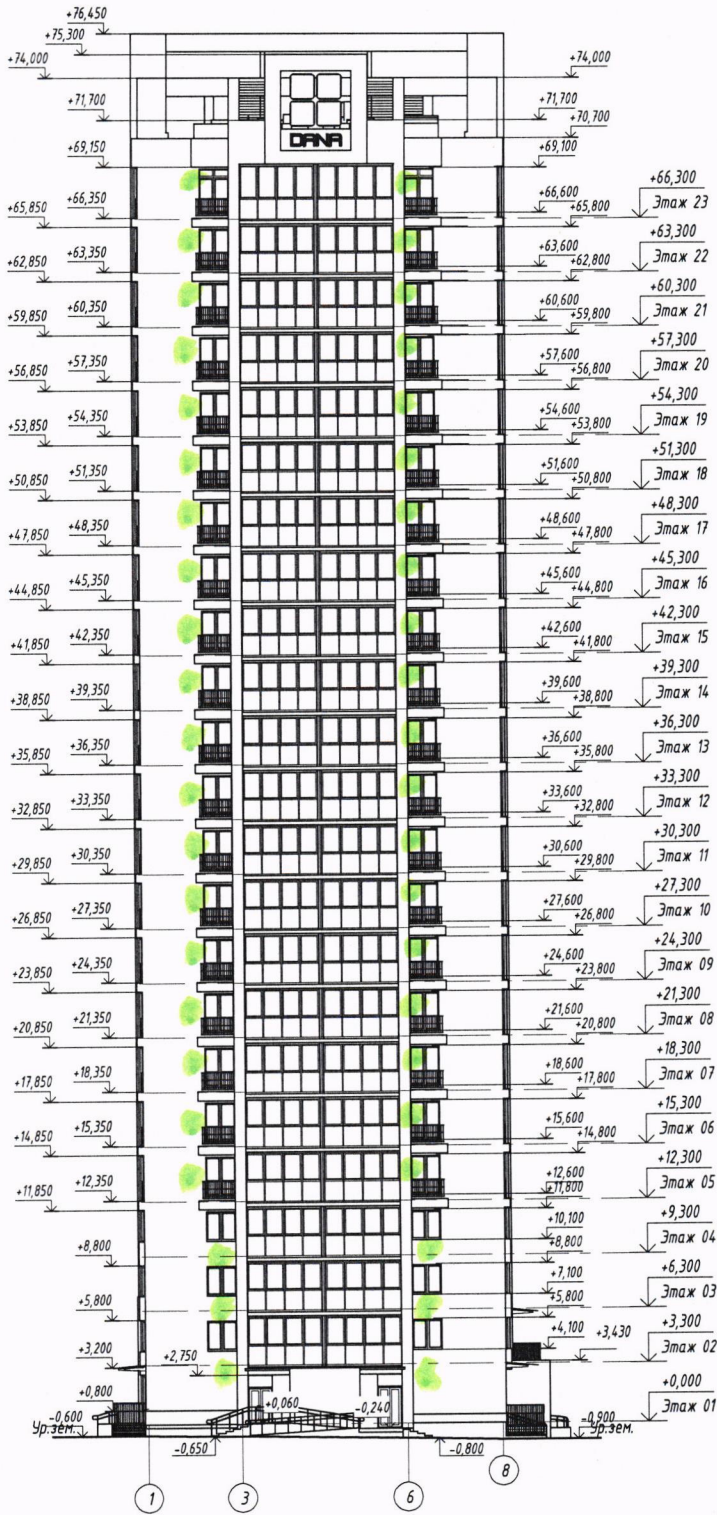 +76,450
+75,300
+74,000 +74,000
+71,700 +71,700
+70,700
DANA
+69,150 +69,100
+66,300
+66,350 +66,600 Этаж 23
+65,850 +65,800
+63,300
+63,350 +63,600 Этаж 22
+62,850 +62,800
+60,300
+60,350 +60,600 Этаж 21
+59,850 +59,800
+57,300
+57,350 +57,600 Этаж 20
+56,850 +56,800
+54,300
+54,350 +54,600 Этаж 19
+53,850 +53,800
+51,300
+51,350 +51,600 Этаж 18
+50,850 +50,800
+48,300
+48,350 +48,600 Этаж 17
+47,850 +47,800
+45,300
+45,350 +45,600 Этаж 16
+44,850 +44,800
+42,300
+42,350 +42,600 Этаж 15
+41,850 +41,800
+39,300
+39,350 +39,600 Этаж 14
+38,850 +38,800
+36,300
+36,350 +36,600 Этаж 13
+35,850 +35,800
+33,300
+33,350 +33,600 Этаж 12
+32,850 +32,800
+30,300
+30,350 +30,600 Этаж 11
+29,850 +29,800
+27,300
+27,350 +27,600 Этаж 10
+26,850 +26,800
+24,300
+24,350 +24,600 Этаж 09
+23,850 +23,800
+21,300
+21,350 +21,600 Этаж 08
+20,850 +20,800
+18,300
+18,350 +18,600 Этаж 07
+17,850 +17,800
+15,300
+15,350 +15,600 Этаж 06
+14,850 +14,800
+12,300
+12,350 +12,600 Этаж 05
+11,850 +11,800
+9,300
+10,100 Этаж 04
+8,800 +8,800
+6,300
+7,100 Этаж 03
+5,800 +5,800
+3,300
+4,100 +3,430 Этаж 02
+3,200 +2,750
+0,000
+0,800 +0,060 -0,240 Этаж 01
-0,600 -0,900
Ур.зем. Ур.зем.
-0,650 -0,800
1 3 6 8